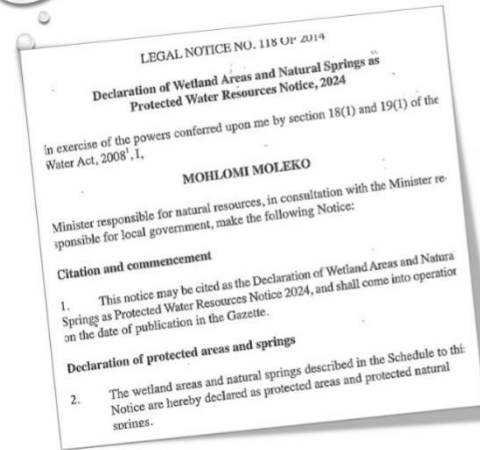 LEGAL NOTICE NO. 118 OF 2014
Declaration of Wetland Areas and Natural Springs as
Protected Water Resources Notice, 2024
In exercise of the powers conferred upon me by section 18(1) and 19(1) of the
Water Act, 2008¹, I,
MOHLOMI MOLEKO
Minister responsible for natural resources, in consultation with the Minister re-
sponsible for local government, make the following Notice:
Citation and commencement
1. This notice may be cited as the Declaration of Wetland Areas and Natura
Springs as Protected Water Resources Notice 2024, and shall come into operation
on the date of publication in the Gazette.
Declaration of protected areas and springs
2. The wetland areas and natural springs described in the Schedule to this
Notice are hereby declared as protected areas and protected natural
springs.